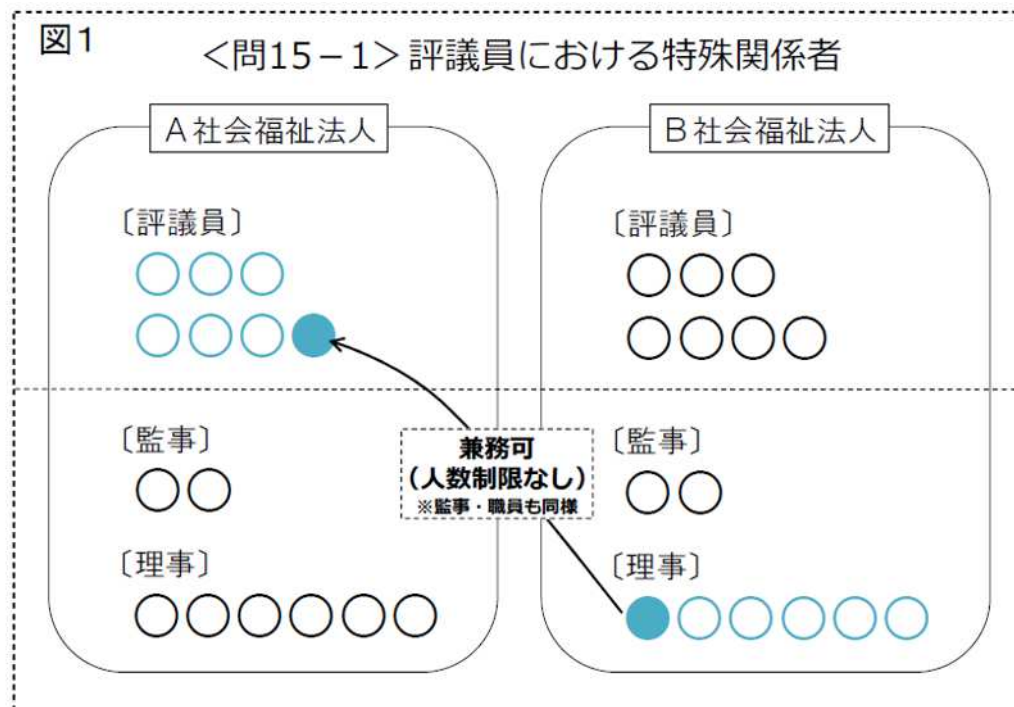 図1
<問15－1>評議員における特殊関係者
A社会福祉法人
B社会福祉法人
〔評議員〕
〔評議員〕
〔監事〕
〔監事〕
兼務可
(人数制限なし)
※監事・職員も同様
〔理事〕
〔理事〕